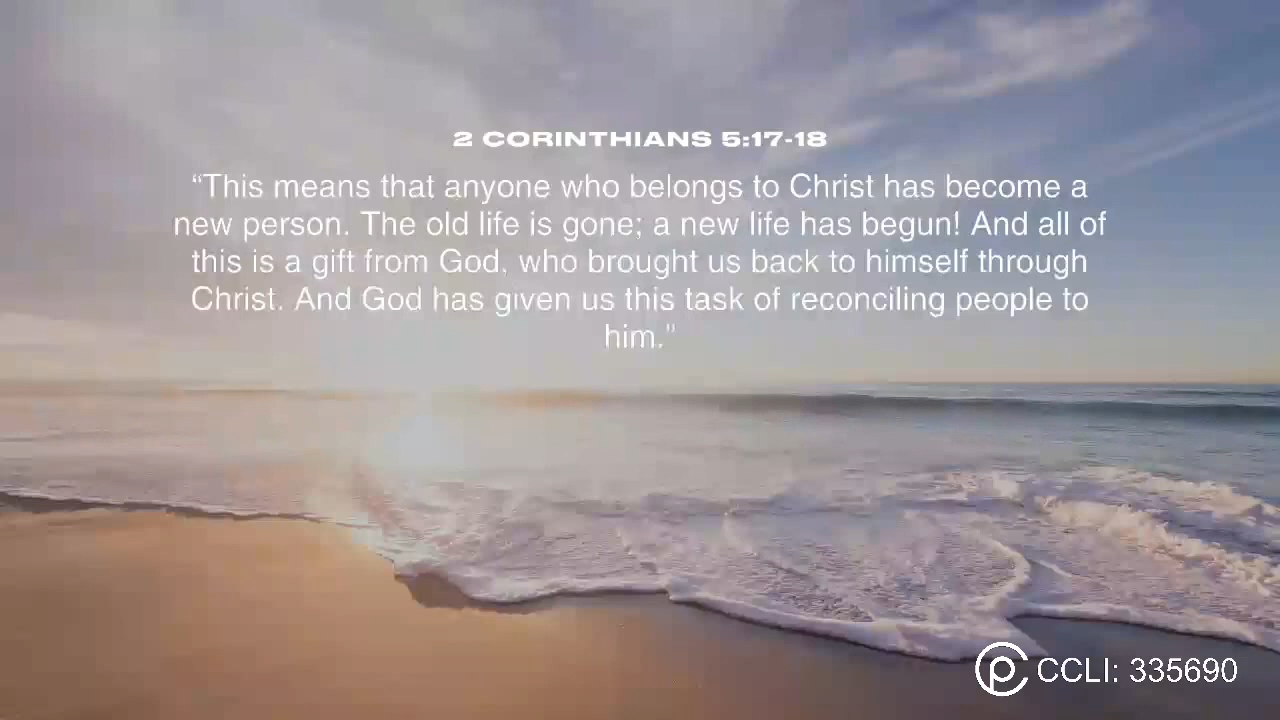 2 CORINTHIANS 5:17-18
“This means that anyone who belongs to Christ has become a
new person. The old life is gone; a new life has begun! And all of
this is a gift from God, who brought us back to himself through
Christ. And God has given us this task of reconciling people to
him.”
CCLI: 335690